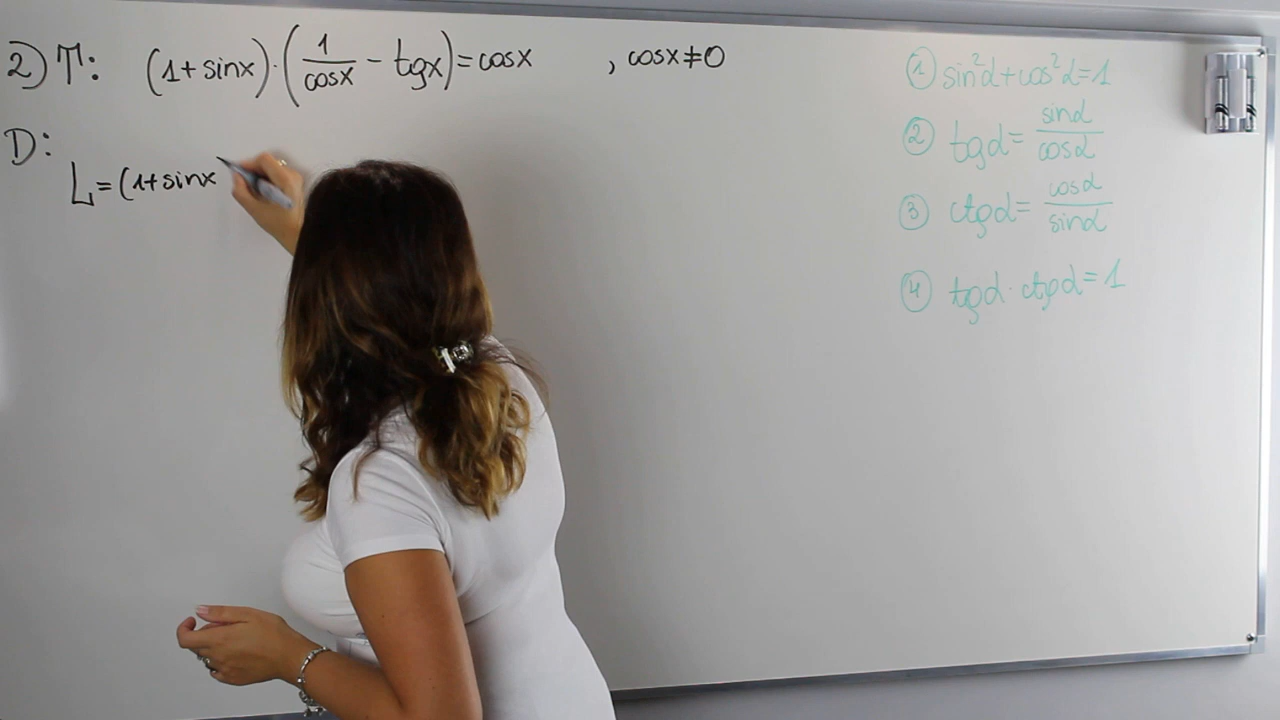 2) T: (1+sinx)·(1/cosx - tgx)=cosx , cosx≠0
D:
L=(1+sinx
① sin²α+cos²α=1
② tgα= sinα/cosα
③ ctgα= cosα/sinα
④ tgα·ctgα=1